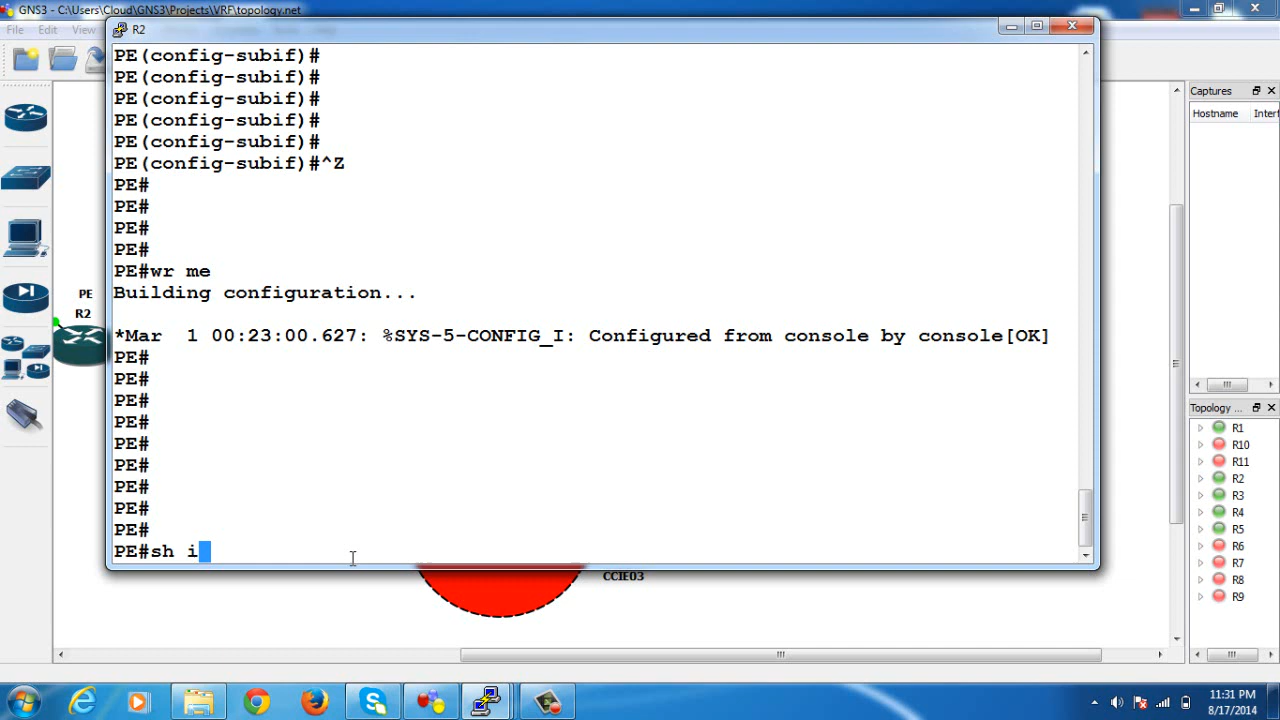 GNS3 - C:\Users\Cloud\GNS3\Projects\VRF\topology.net
File Edit View
R2
PE(config-subif)#
PE(config-subif)#
PE(config-subif)#
PE(config-subif)#
PE(config-subif)#
PE(config-subif)#^Z
PE#
PE#
PE#
PE#
PE#wr me
Building configuration...
*Mar  1 00:23:00.627: %SYS-5-CONFIG_I: Configured from console by console[OK]
PE#
PE#
PE#
PE#
PE#
PE#
PE#
PE#
PE#
PE#sh i
PE
R2
CCIE03
Captures
Hostname Interf
Topology ...
R1
R10
R11
R2
R3
R4
R5
R6
R7
R8
R9
11:31 PM
8/17/2014